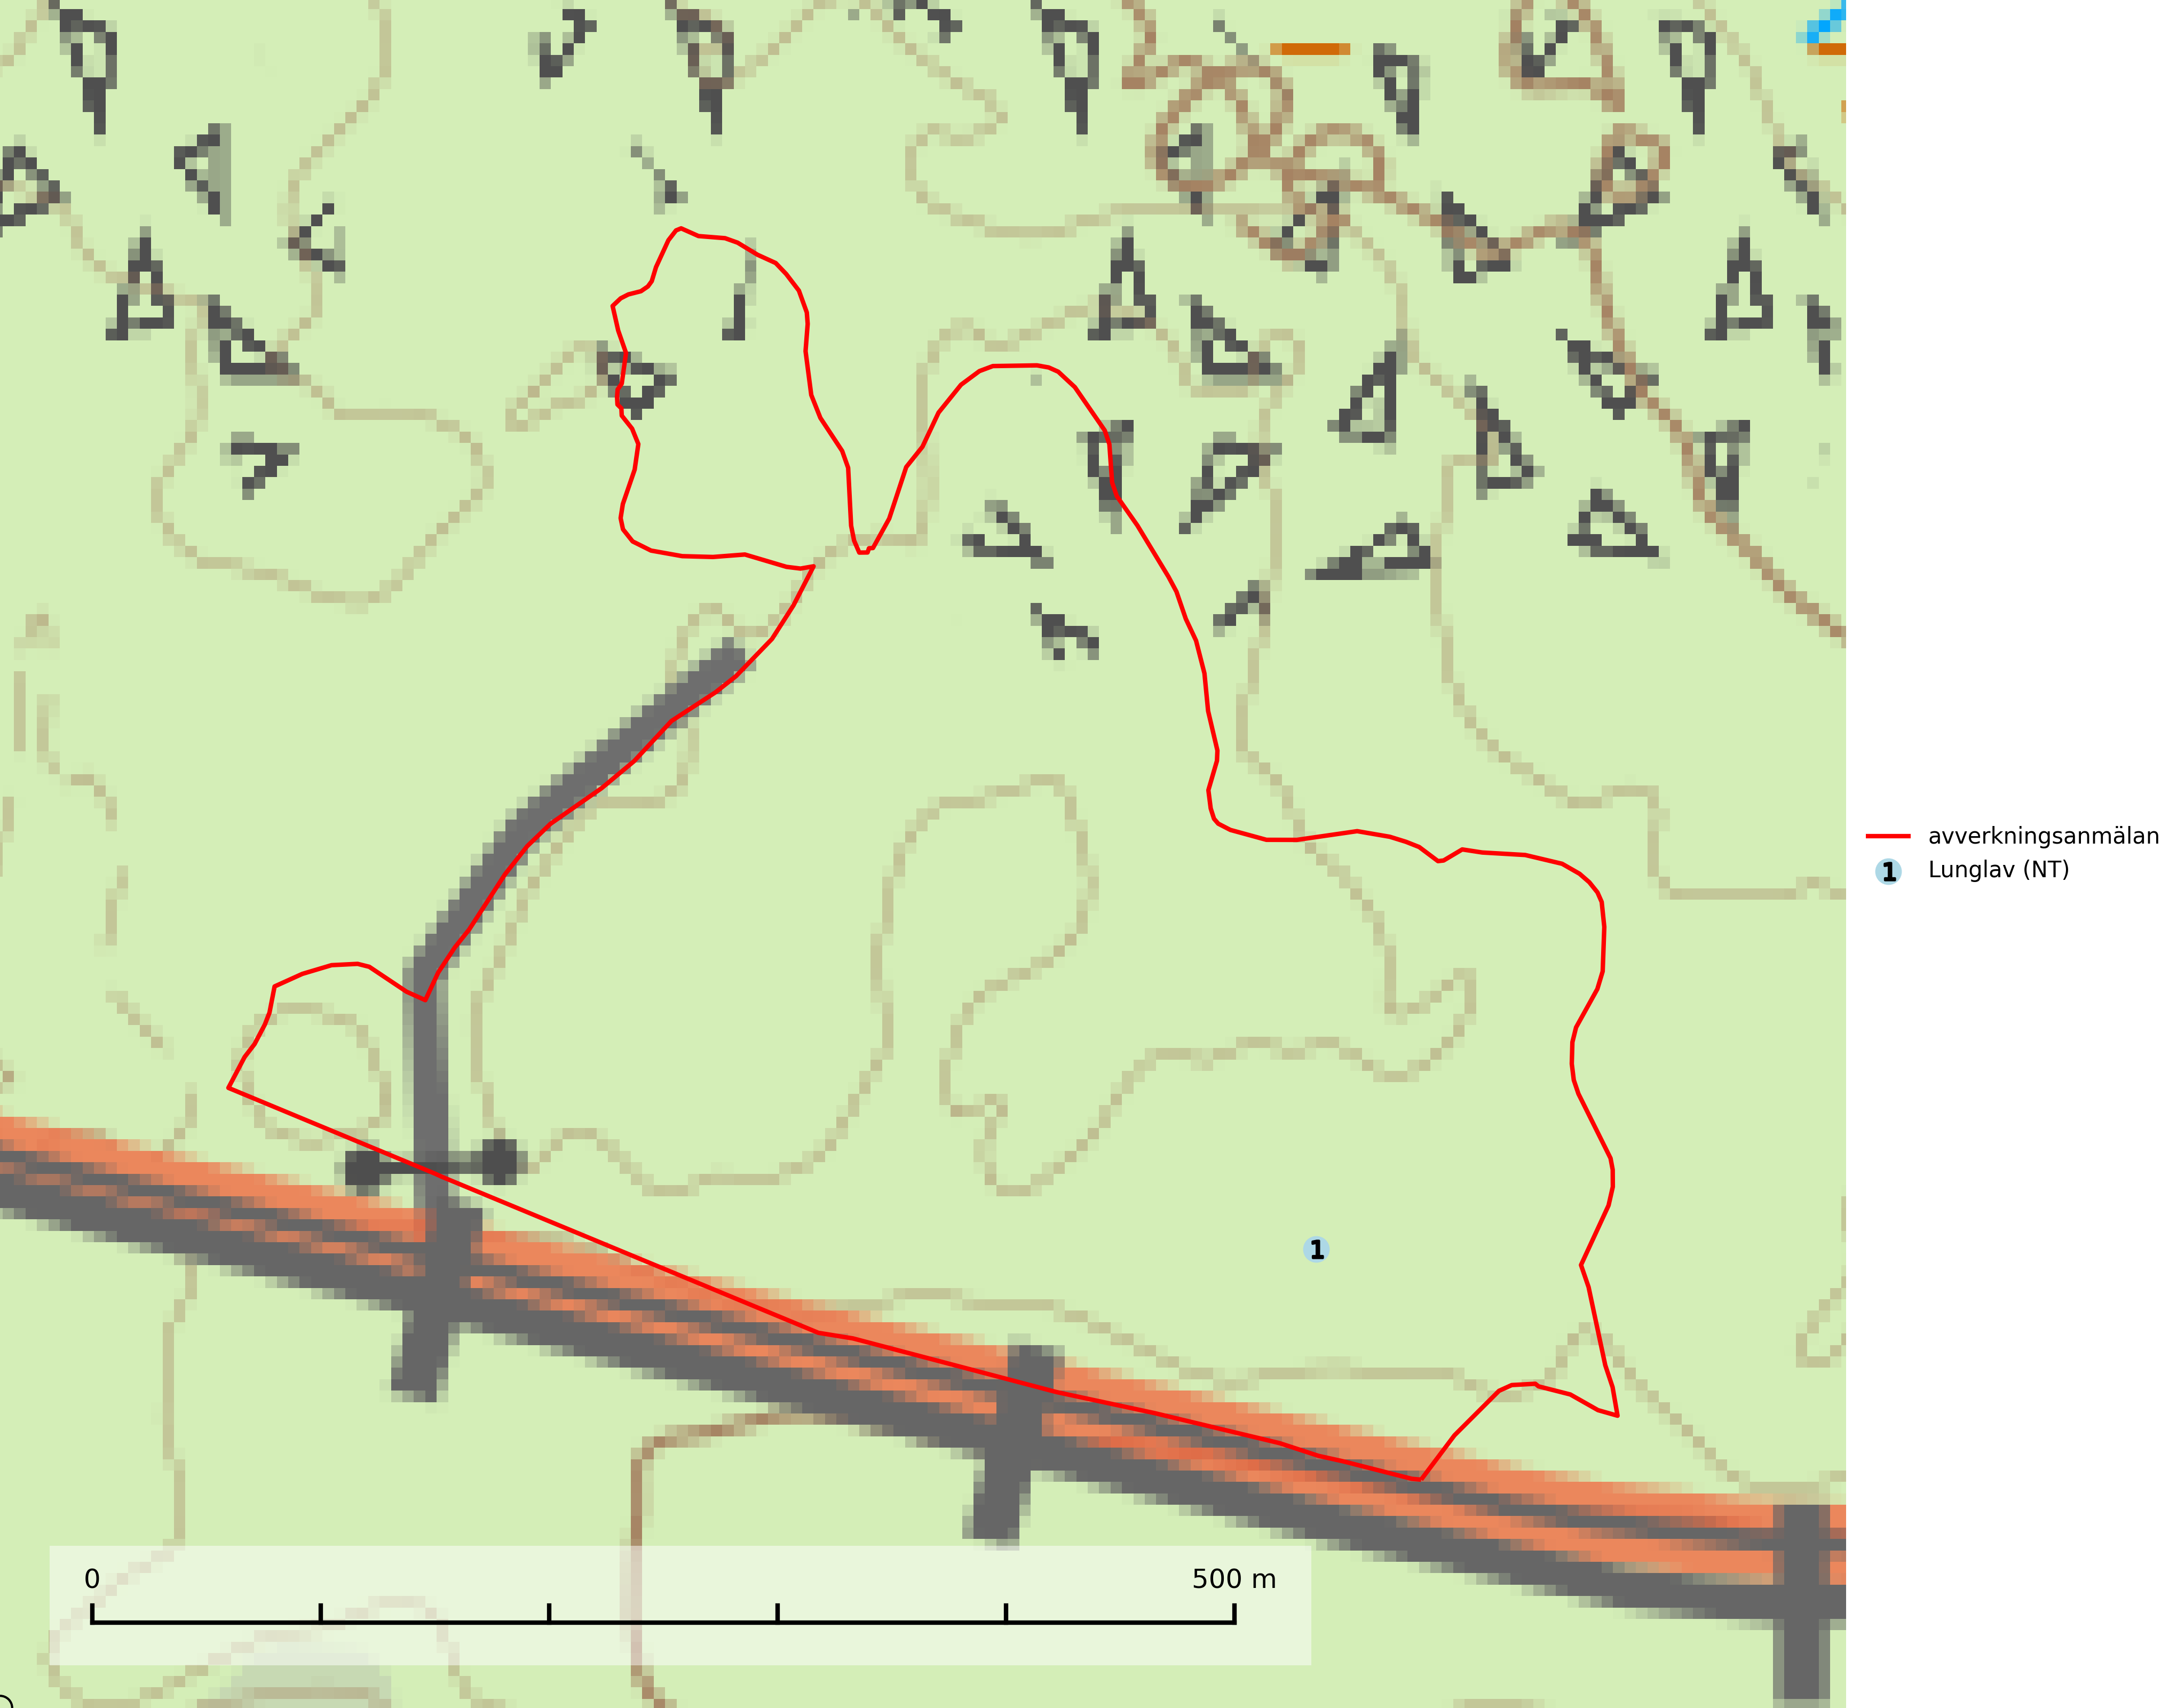 avverkningsanmälan
1 Lunglav (NT)
1
0 500 m